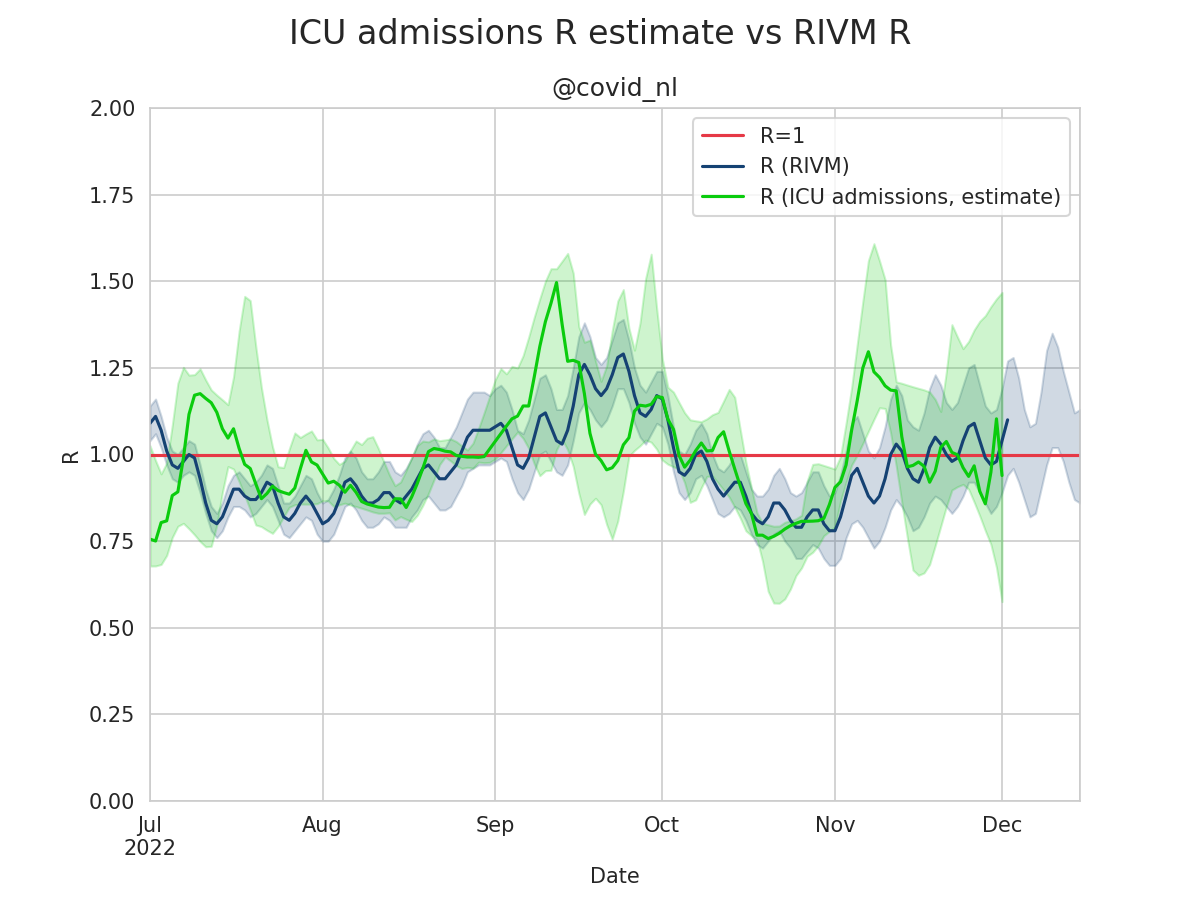 ICU admissions R estimate vs RIVM R
@covid_nl
R=1
R (RIVM)
R (ICU admissions, estimate)
2.00
1.75
1.50
1.25
1.00
0.75
0.50
0.25
0.00
R
Jul
2022
Aug
Sep
Oct
Nov
Dec
Date